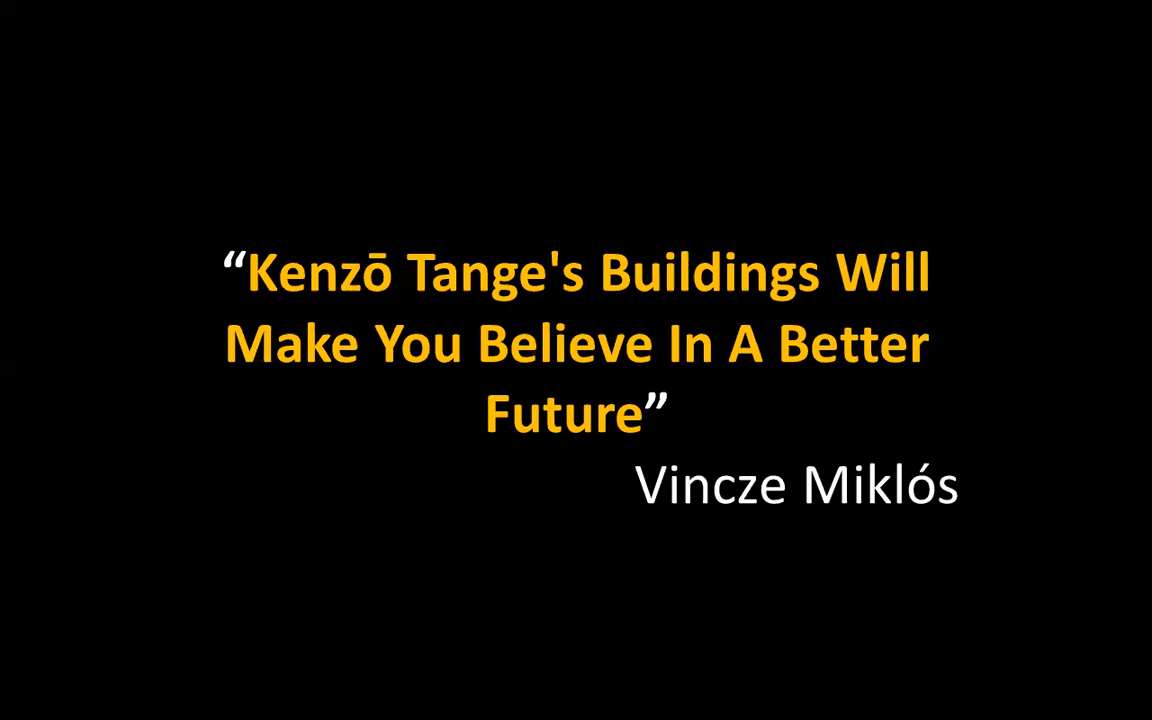 “Kenzō Tange's Buildings Will
Make You Believe In A Better
Future”
Vincze Miklós